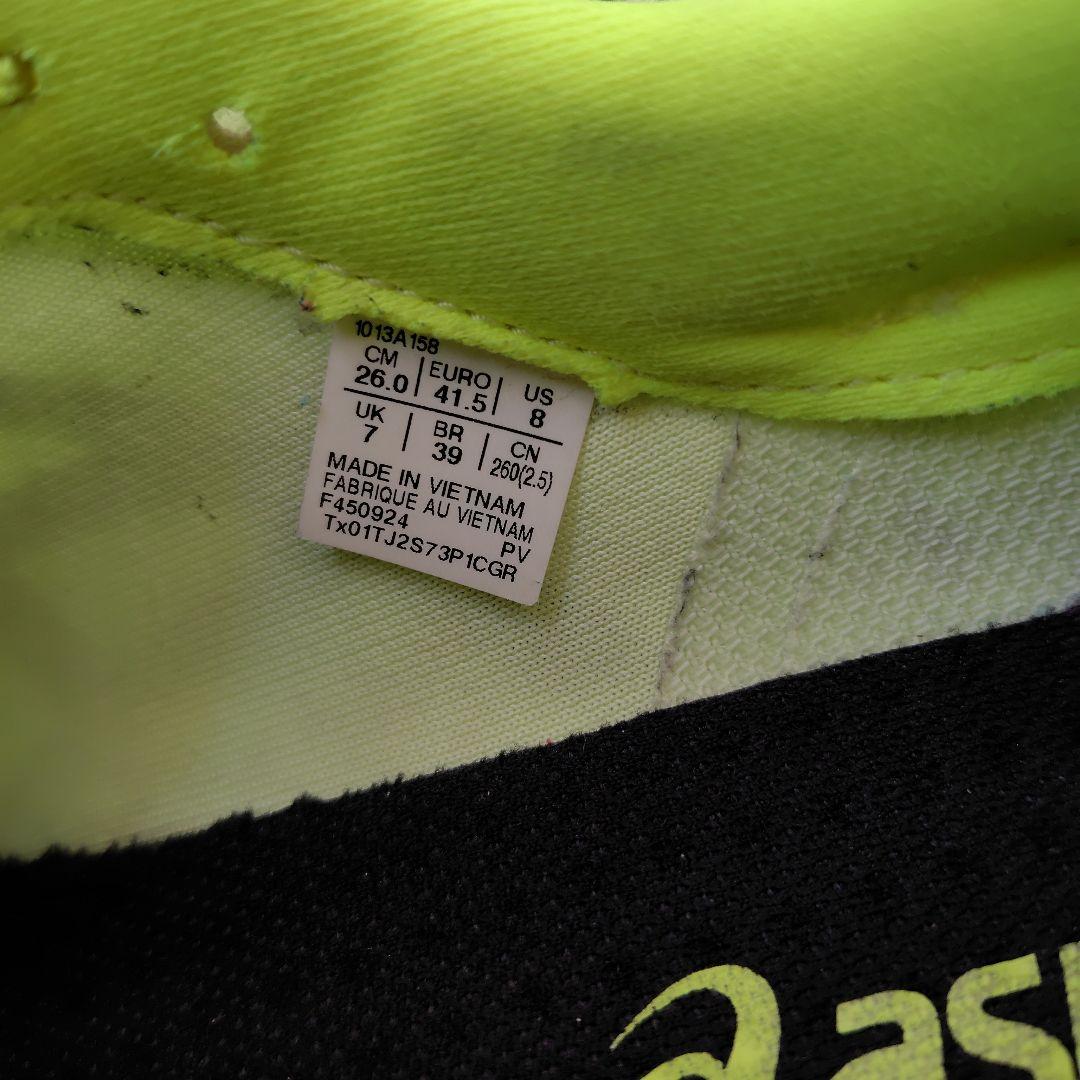 1013A158
CM EURO US
26.0 41.5 8
UK BR CN
7 39 260(2.5)
MADE IN VIETNAM
FABRIQUE AU VIETNAM
F450924 PV
Tx01TJ2S73P1CGR
asi